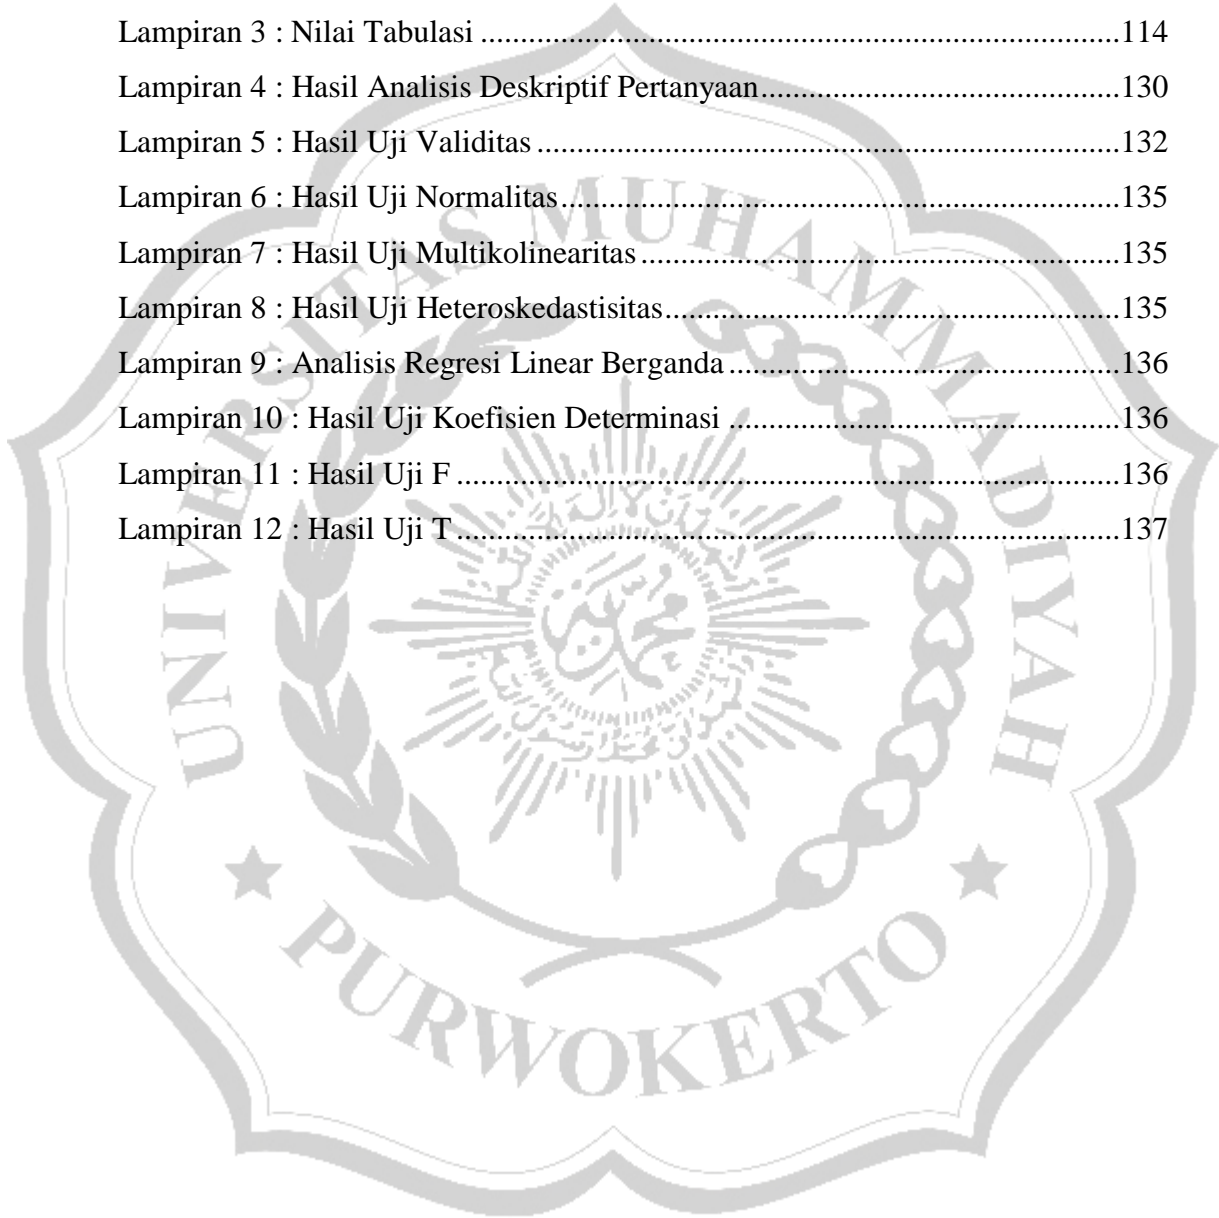 Lampiran 3 : Nilai Tabulasi ................................................................................114
Lampiran 4 : Hasil Analisis Deskriptif Pertanyaan.............................................130
Lampiran 5 : Hasil Uji Validitas .........................................................................132
Lampiran 6 : Hasil Uji Normalitas......................................................................135
Lampiran 7 : Hasil Uji Multikolinearitas ............................................................135
Lampiran 8 : Hasil Uji Heteroskedastisitas.........................................................135
Lampiran 9 : Analisis Regresi Linear Berganda .................................................136
Lampiran 10 : Hasil Uji Koefisien Determinasi .................................................136
Lampiran 11 : Hasil Uji F ...................................................................................136
Lampiran 12 : Hasil Uji T...................................................................................137
UNIVERSITAS MUHAMMADIYAH
PURWOKERTO
محمد